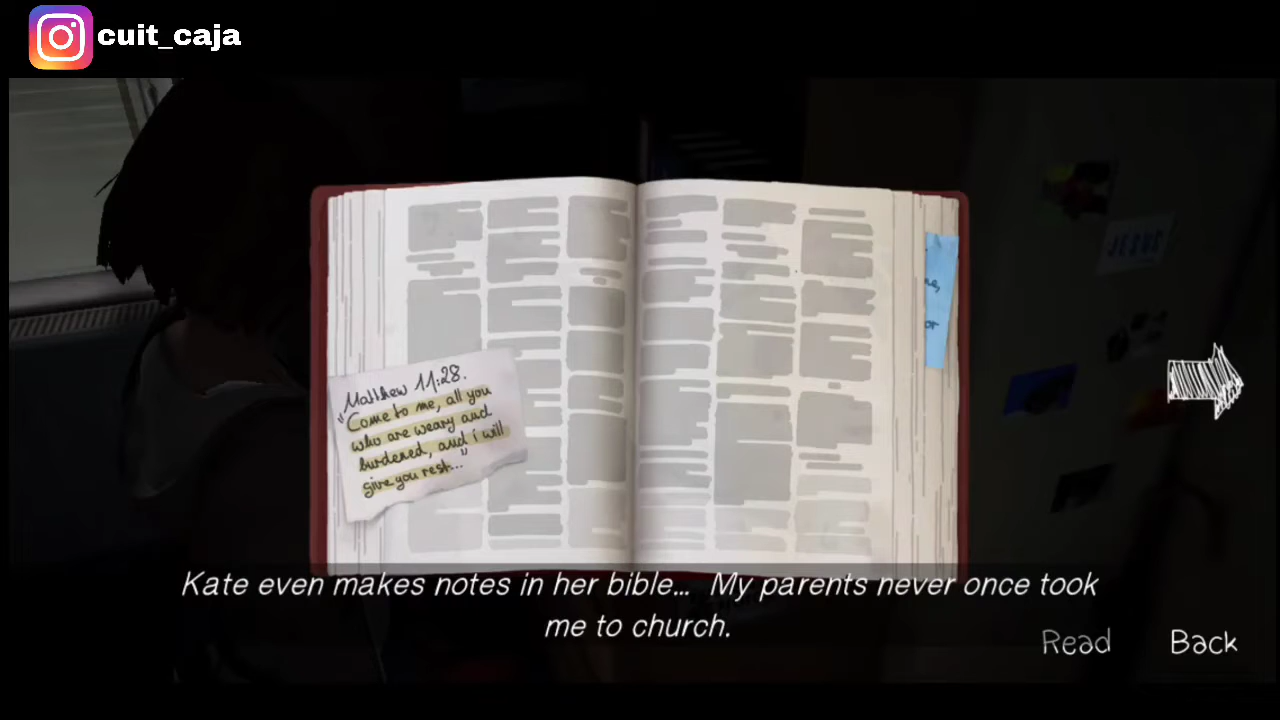 cuit_caja
JESUS
Matthew 11:28.
"Come to me, all you
who are weary and
burdened, and i will
give you rest..."
Kate even makes notes in her bible... My parents never once took
me to church.
Read
Back